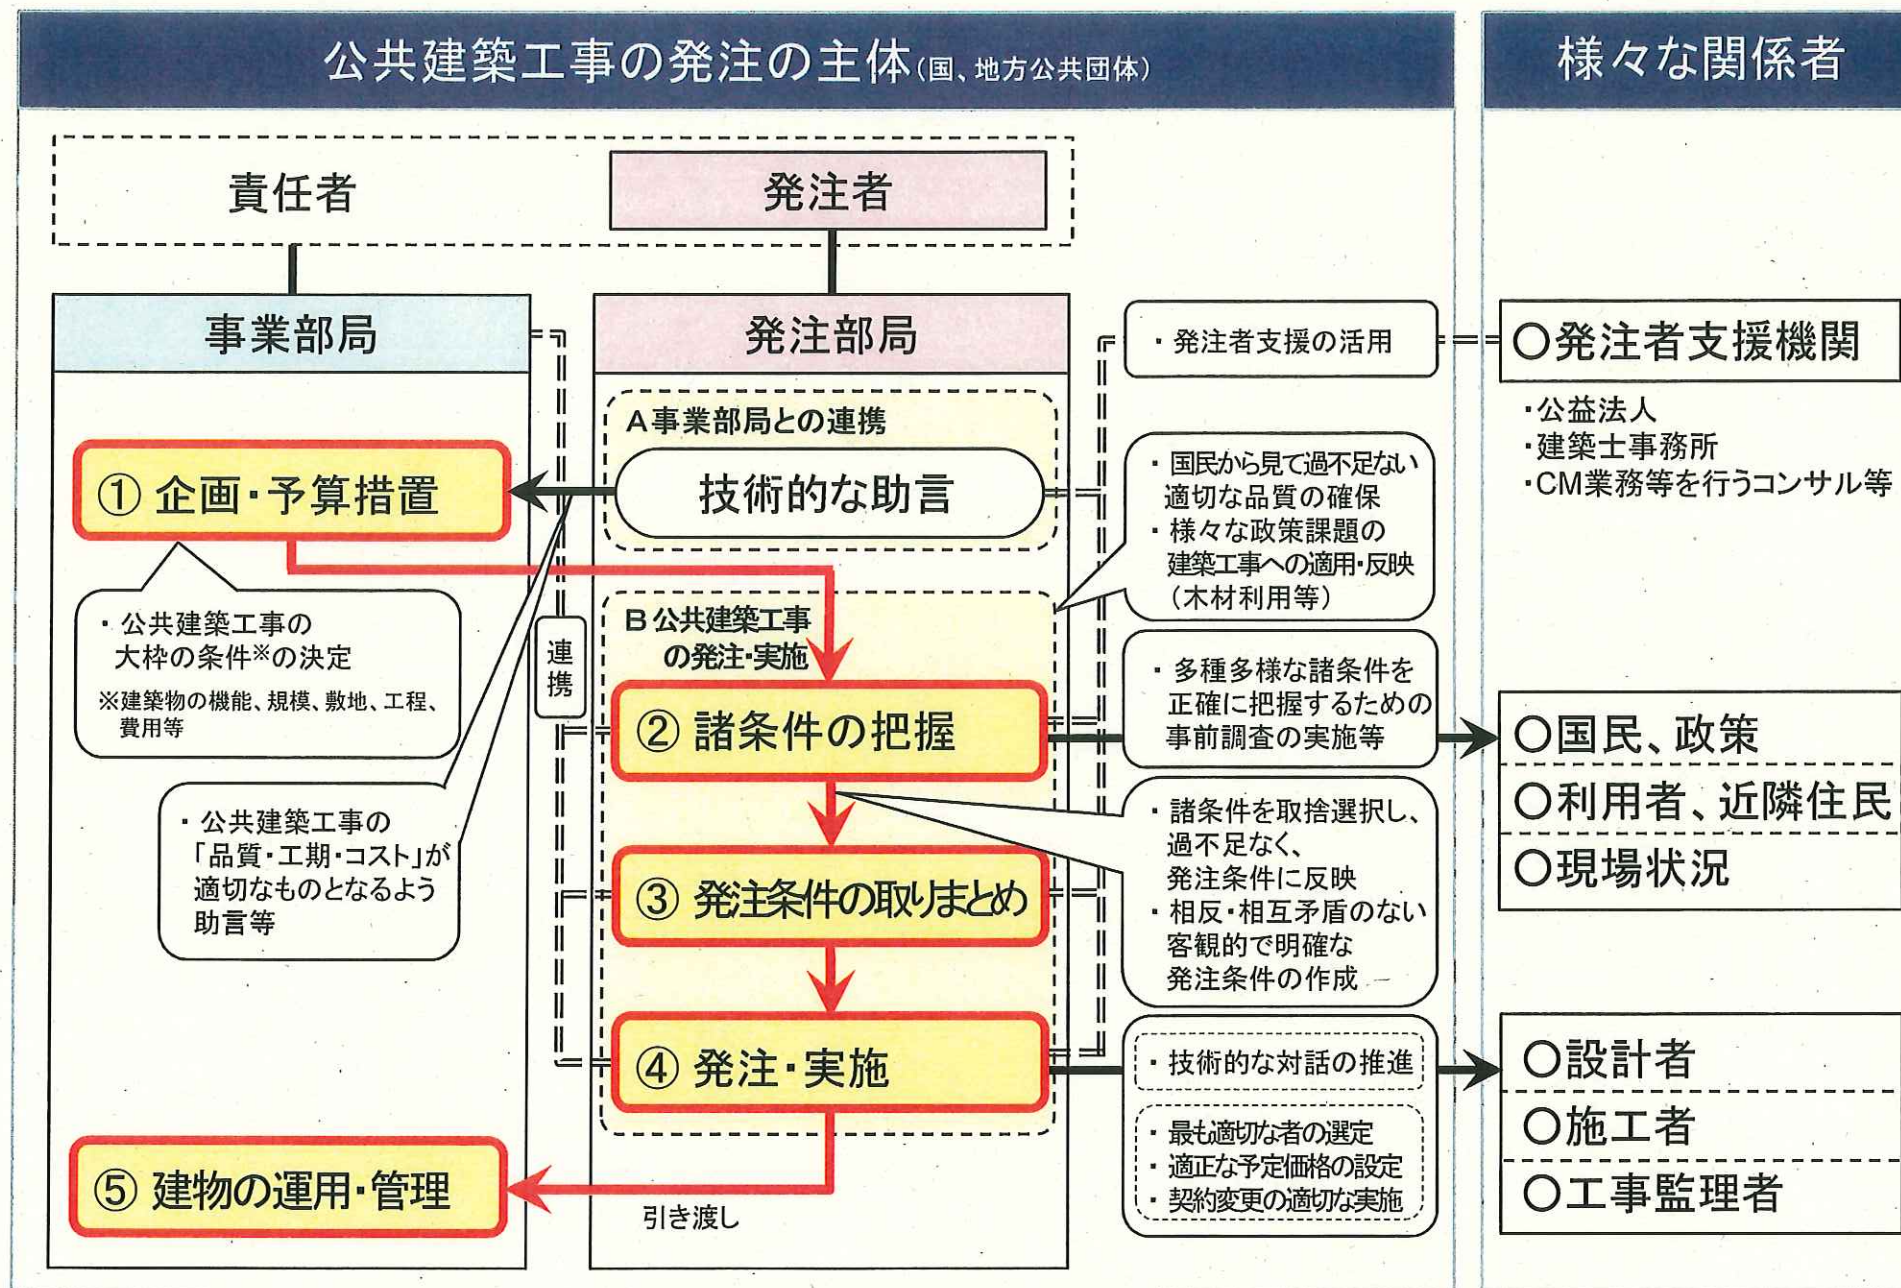 公共建築工事の発注の主体(国、地方公共団体)
様々な関係者
責任者
発注者
事業部局
発注部局
・発注者支援の活用
○発注者支援機関
・公益法人
・建築士事務所
・CM業務等を行うコンサル等
A事業部局との連携
技術的な助言
① 企画・予算措置
・国民から見て過不足ない
適切な品質の確保
・様々な政策課題の
建築工事への適用・反映
(木材利用等)
・公共建築工事の
大枠の条件※の決定
※建築物の機能、規模、敷地、工程、
費用等
連携
B 公共建築工事
の発注・実施
② 諸条件の把握
・多種多様な諸条件を
正確に把握するための
事前調査の実施等
○国民、政策
○利用者、近隣住民
○現場状況
・公共建築工事の
「品質・工期・コスト」が
適切なものとなるよう
助言等
・諸条件を取捨選択し、
過不足なく、
発注条件に反映
・相反・相互矛盾のない
客観的で明確な
発注条件の作成
③ 発注条件の取りまとめ
④ 発注・実施
・技術的な対話の推進
・最も適切な者の選定
・適正な予定価格の設定
・契約変更の適切な実施
○設計者
○施工者
○工事監理者
⑤ 建物の運用・管理
引き渡し